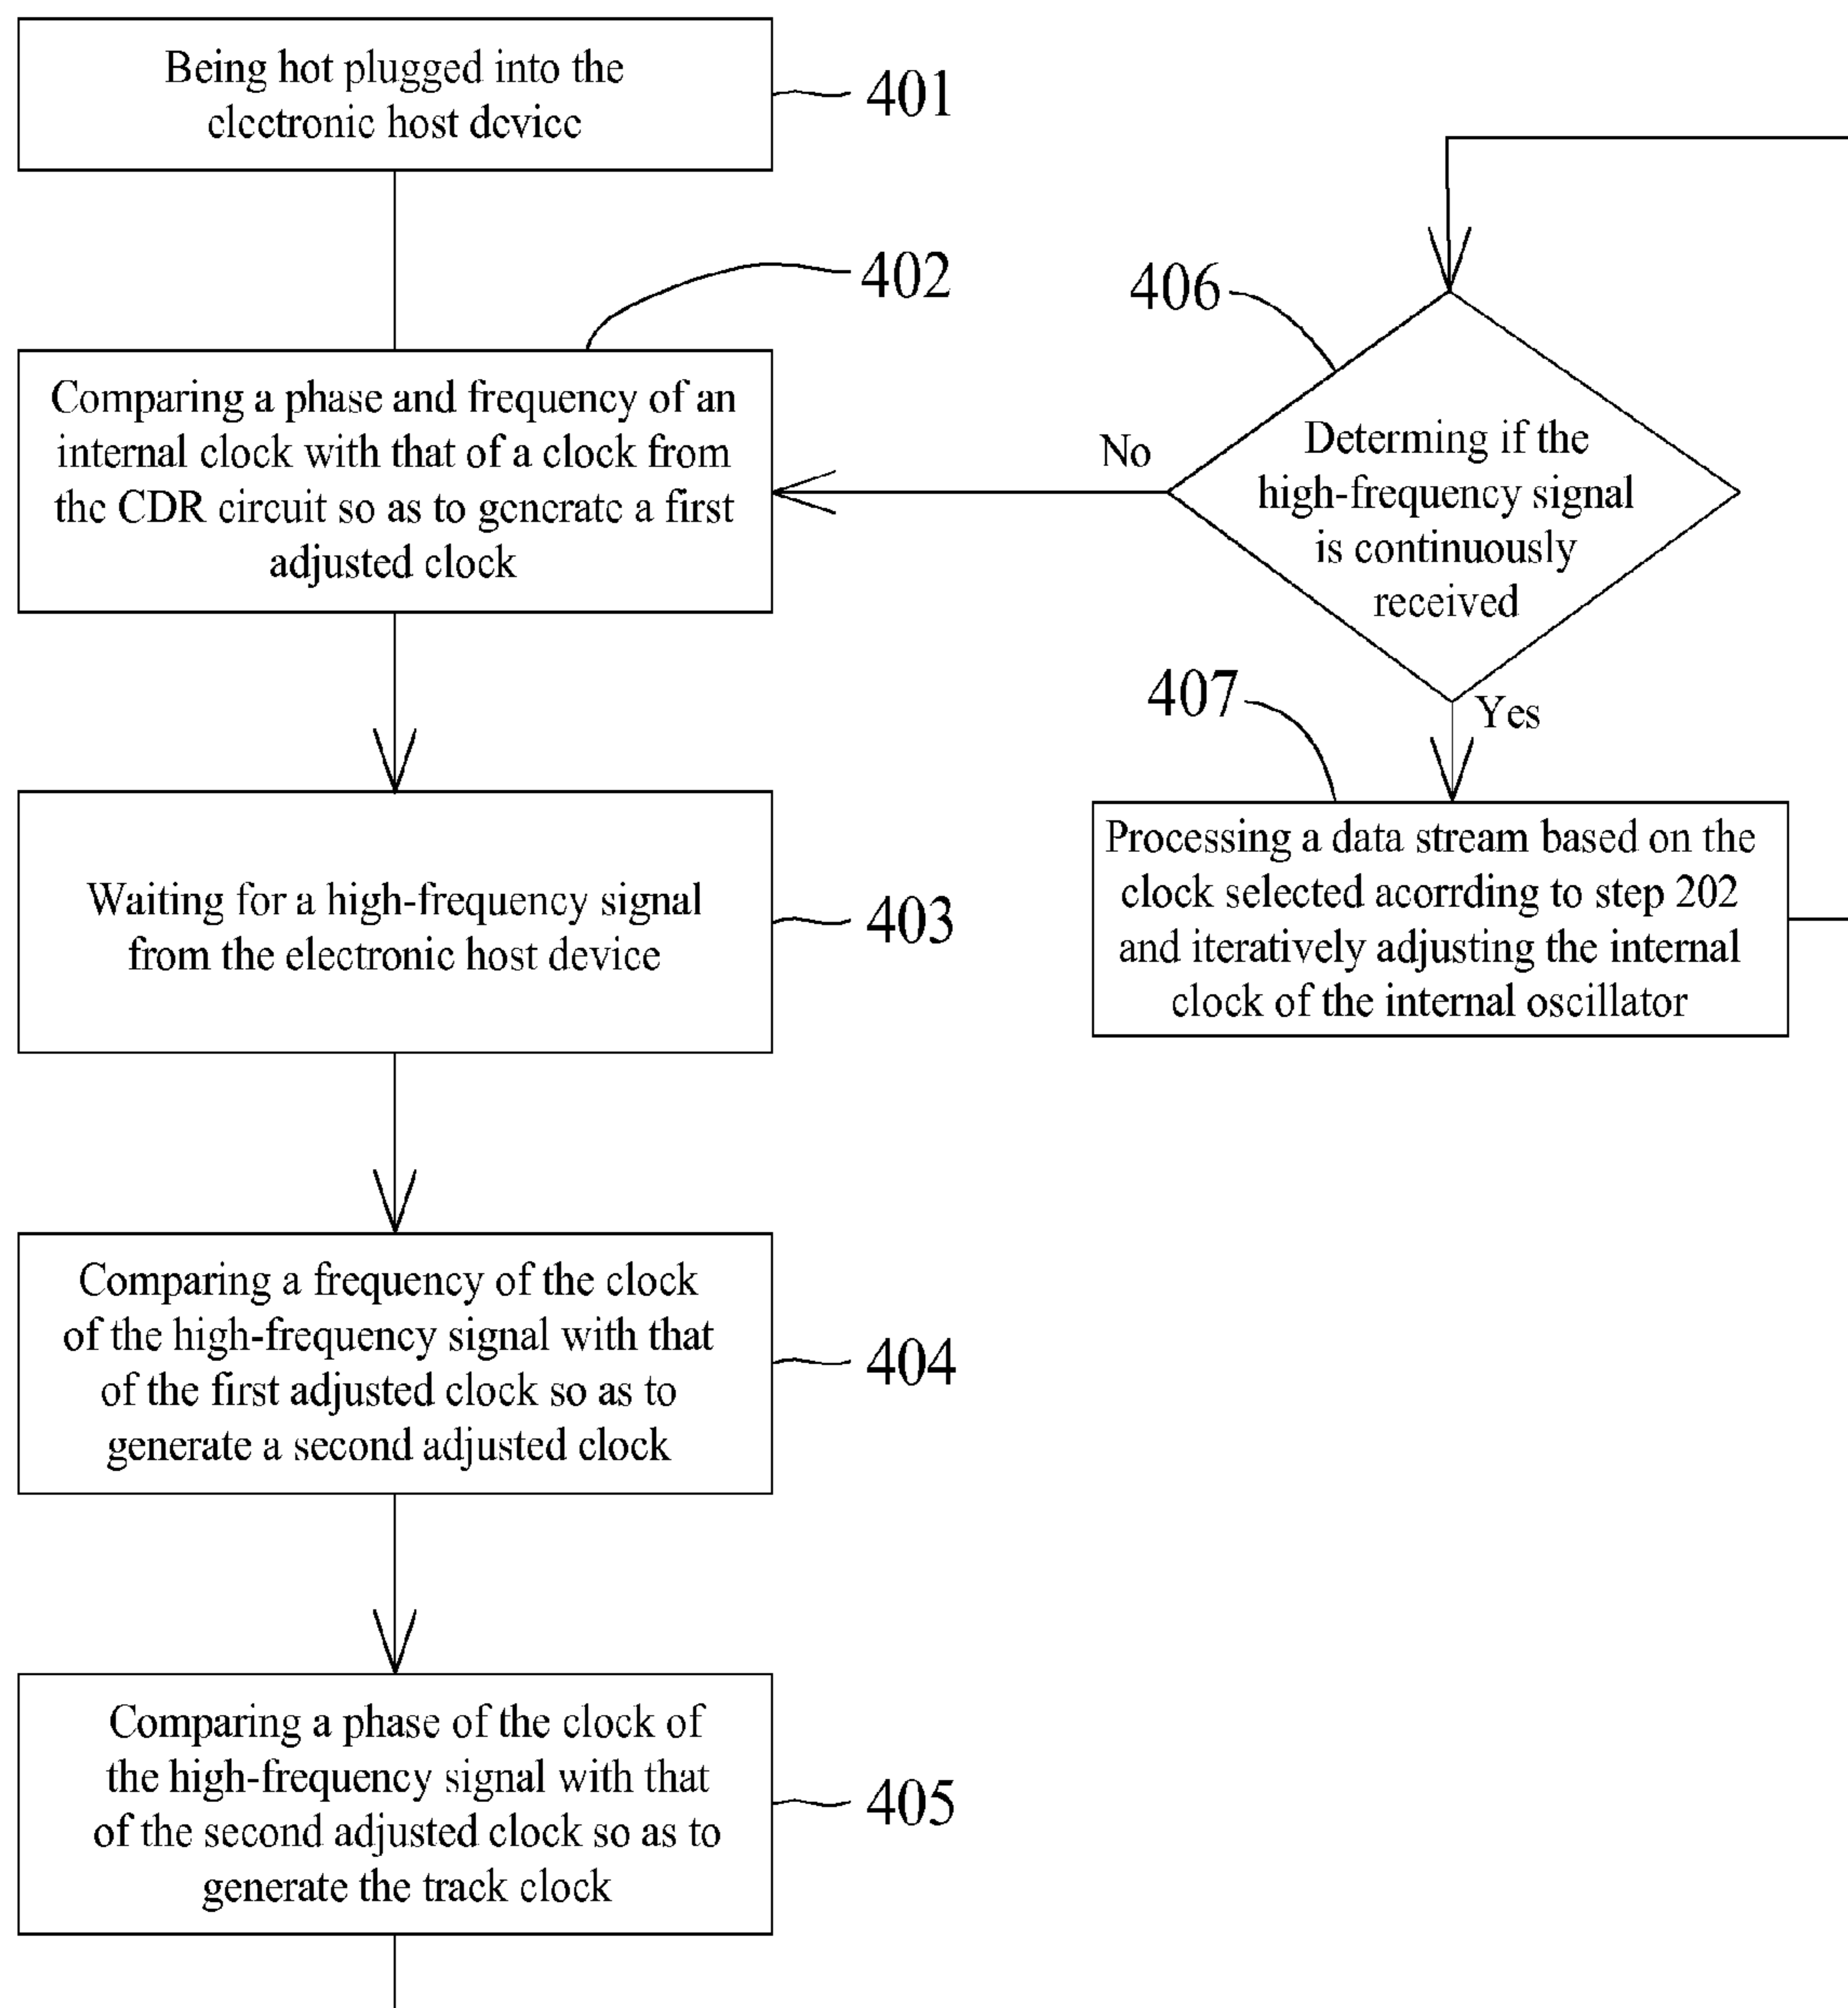 Being hot plugged into the
electronic host device
401
402
Comparing a phase and frequency of an
internal clock with that of a clock from
the CDR circuit so as to generate a first
adjusted clock
Waiting for a high-frequency signal
from the electronic host device
403
Comparing a frequency of the clock
of the high-frequency signal with that
of the first adjusted clock so as to
generate a second adjusted clock
404
Comparing a phase of the clock of
the high-frequency signal with that
of the second adjusted clock so as to
generate the track clock
405
406
No
Determing if the
high-frequency signal
is continuously
received
Yes
407
Processing a data stream based on the
clock selected acorrding to step 202
and iteratively adjusting the internal
clock of the internal oscillator